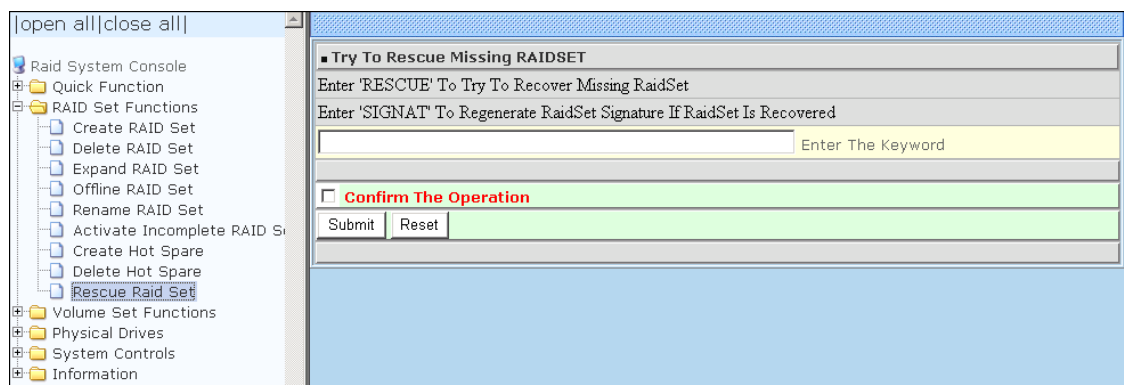 |open all|close all|
Raid System Console
Quick Function
RAID Set Functions
Create RAID Set
Delete RAID Set
Expand RAID Set
Offline RAID Set
Rename RAID Set
Activate Incomplete RAID S
Create Hot Spare
Delete Hot Spare
Rescue Raid Set
Volume Set Functions
Physical Drives
System Controls
Information
Try To Rescue Missing RAIDSET
Enter 'RESCUE' To Try To Recover Missing RaidSet
Enter 'SIGNAT' To Regenerate RaidSet Signature If RaidSet Is Recovered
Enter The Keyword
Confirm The Operation
Submit Reset